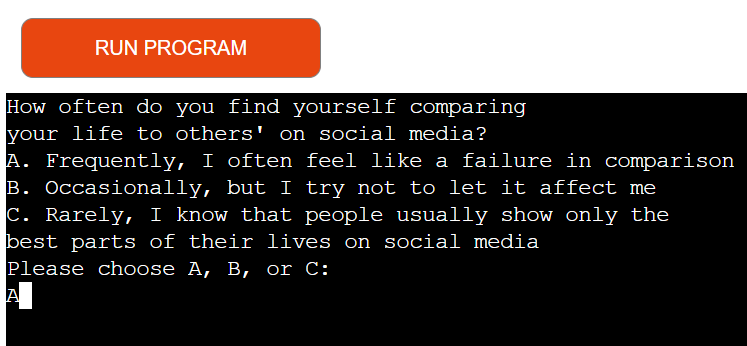 RUN PROGRAM
How often do you find yourself comparing
your life to others' on social media?
A. Frequently, I often feel like a failure in comparison
B. Occasionally, but I try not to let it affect me
C. Rarely, I know that people usually show only the
best parts of their lives on social media
Please choose A, B, or C:
A